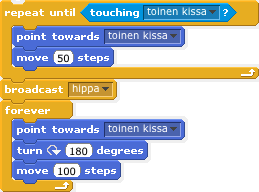 repeat until touching toinen kissa ?
point towards toinen kissa
move 50 steps
broadcast hippa
forever
point towards toinen kissa
turn 180 degrees
move 100 steps